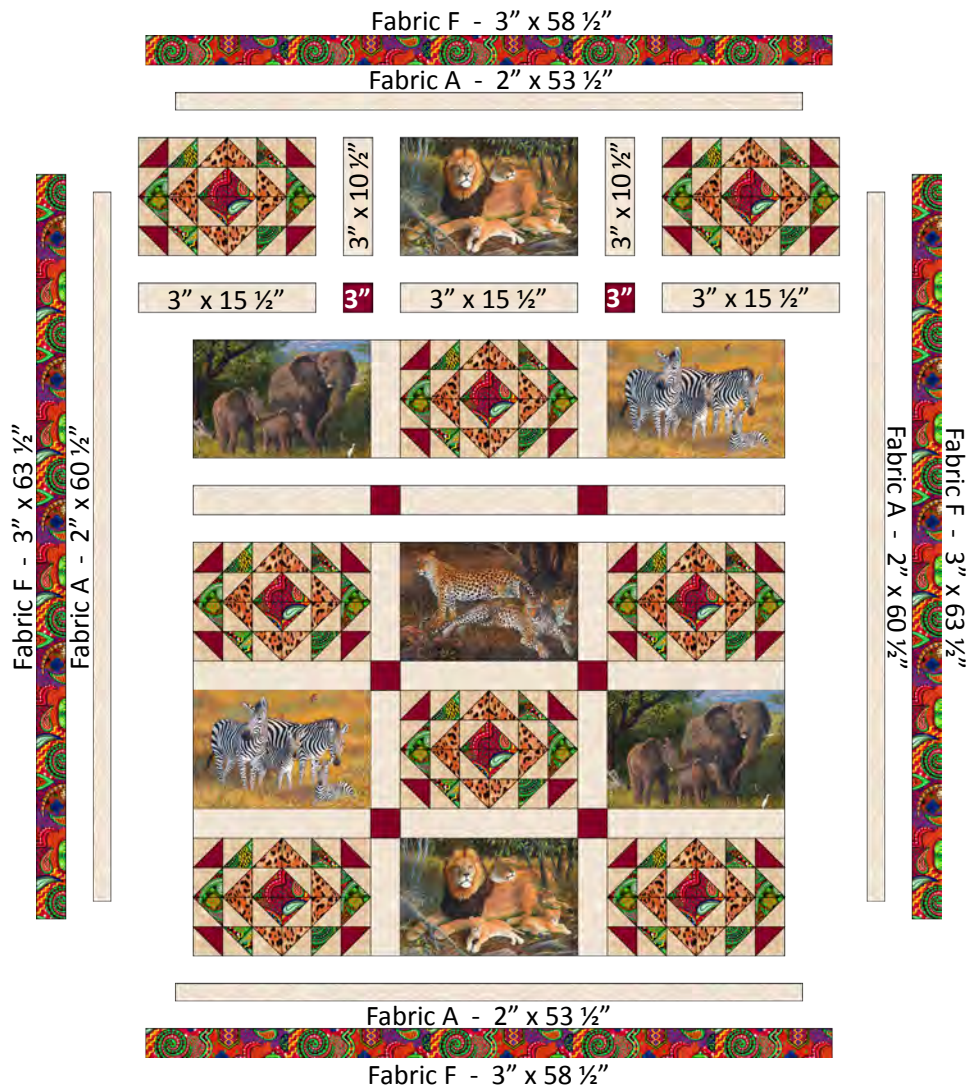 Fabric F - 3” x 58 ½”
Fabric A - 2” x 53 ½”
3” x 10 ½”
3” x 10 ½”
3” x 15 ½”
3”
3” x 15 ½”
3”
3” x 15 ½”
Fabric F - 3” x 63 ½”
Fabric A - 2” x 60 ½”
Fabric A - 2” x 60 ½”
Fabric F - 3” x 63 ½”
Fabric A - 2” x 53 ½”
Fabric F - 3” x 58 ½”